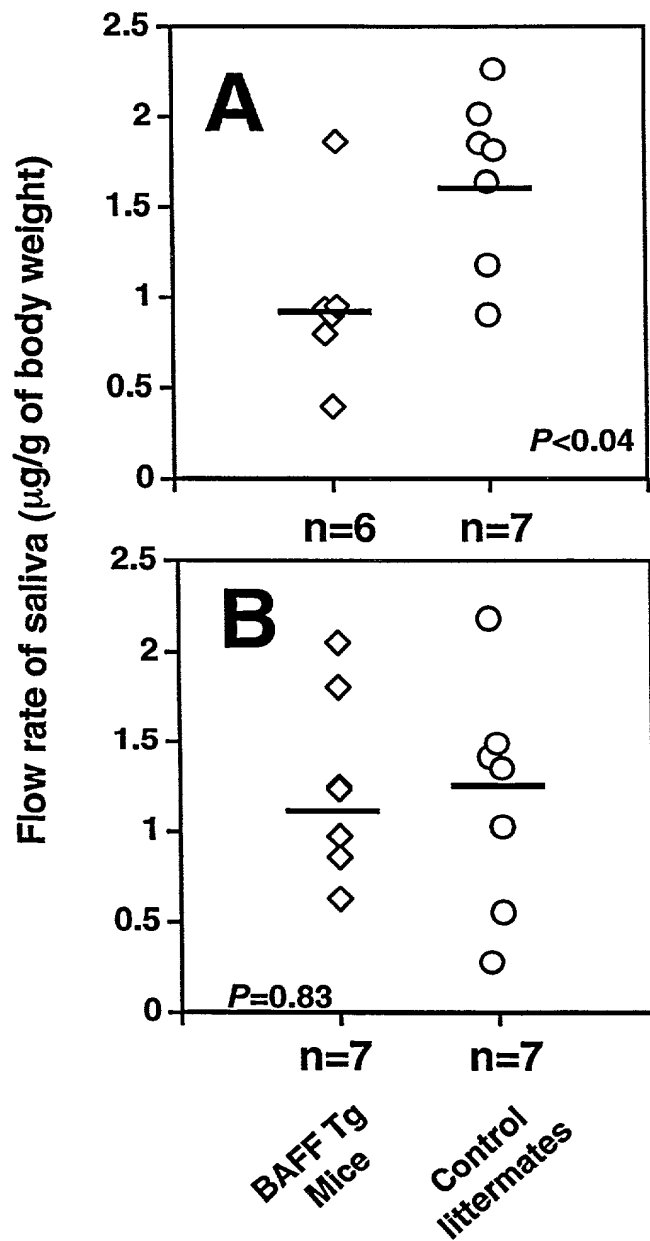 Flow rate of saliva (μg/g of body weight)
A
2.5
2
1.5
1
0.5
0
P<0.04
n=6 n=7
B
2.5
2
1.5
1
0.5
0
P=0.83
n=7 n=7
BAFF Tg
Mice
Control
littermates